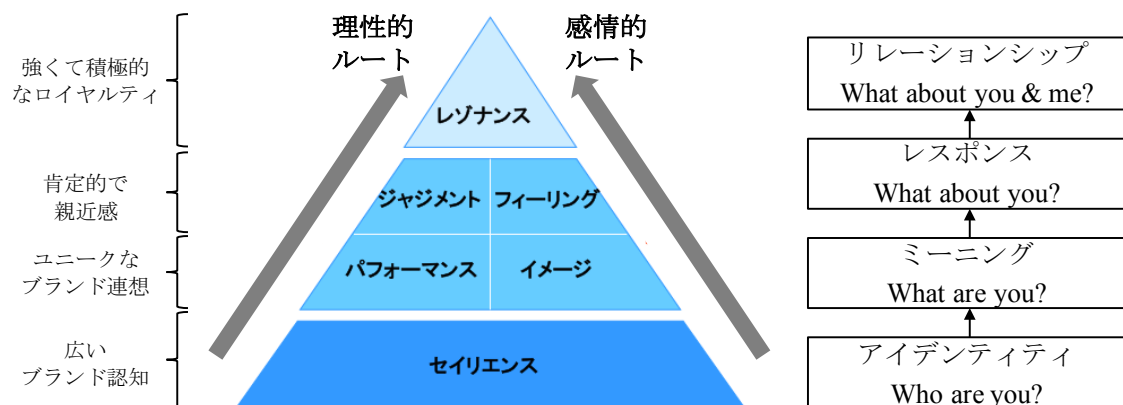 理性的
ルート
感情的
ルート
強くて積極的
なロイヤルティ
レゾナンス
リレーションシップ
What about you & me?
肯定的で
親近感
ジャジメント
フィーリング
レスポンス
What about you?
ユニークな
ブランド連想
パフォーマンス
イメージ
ミーニング
What are you?
広い
ブランド認知
セイリエンス
アイデンティティ
Who are you?